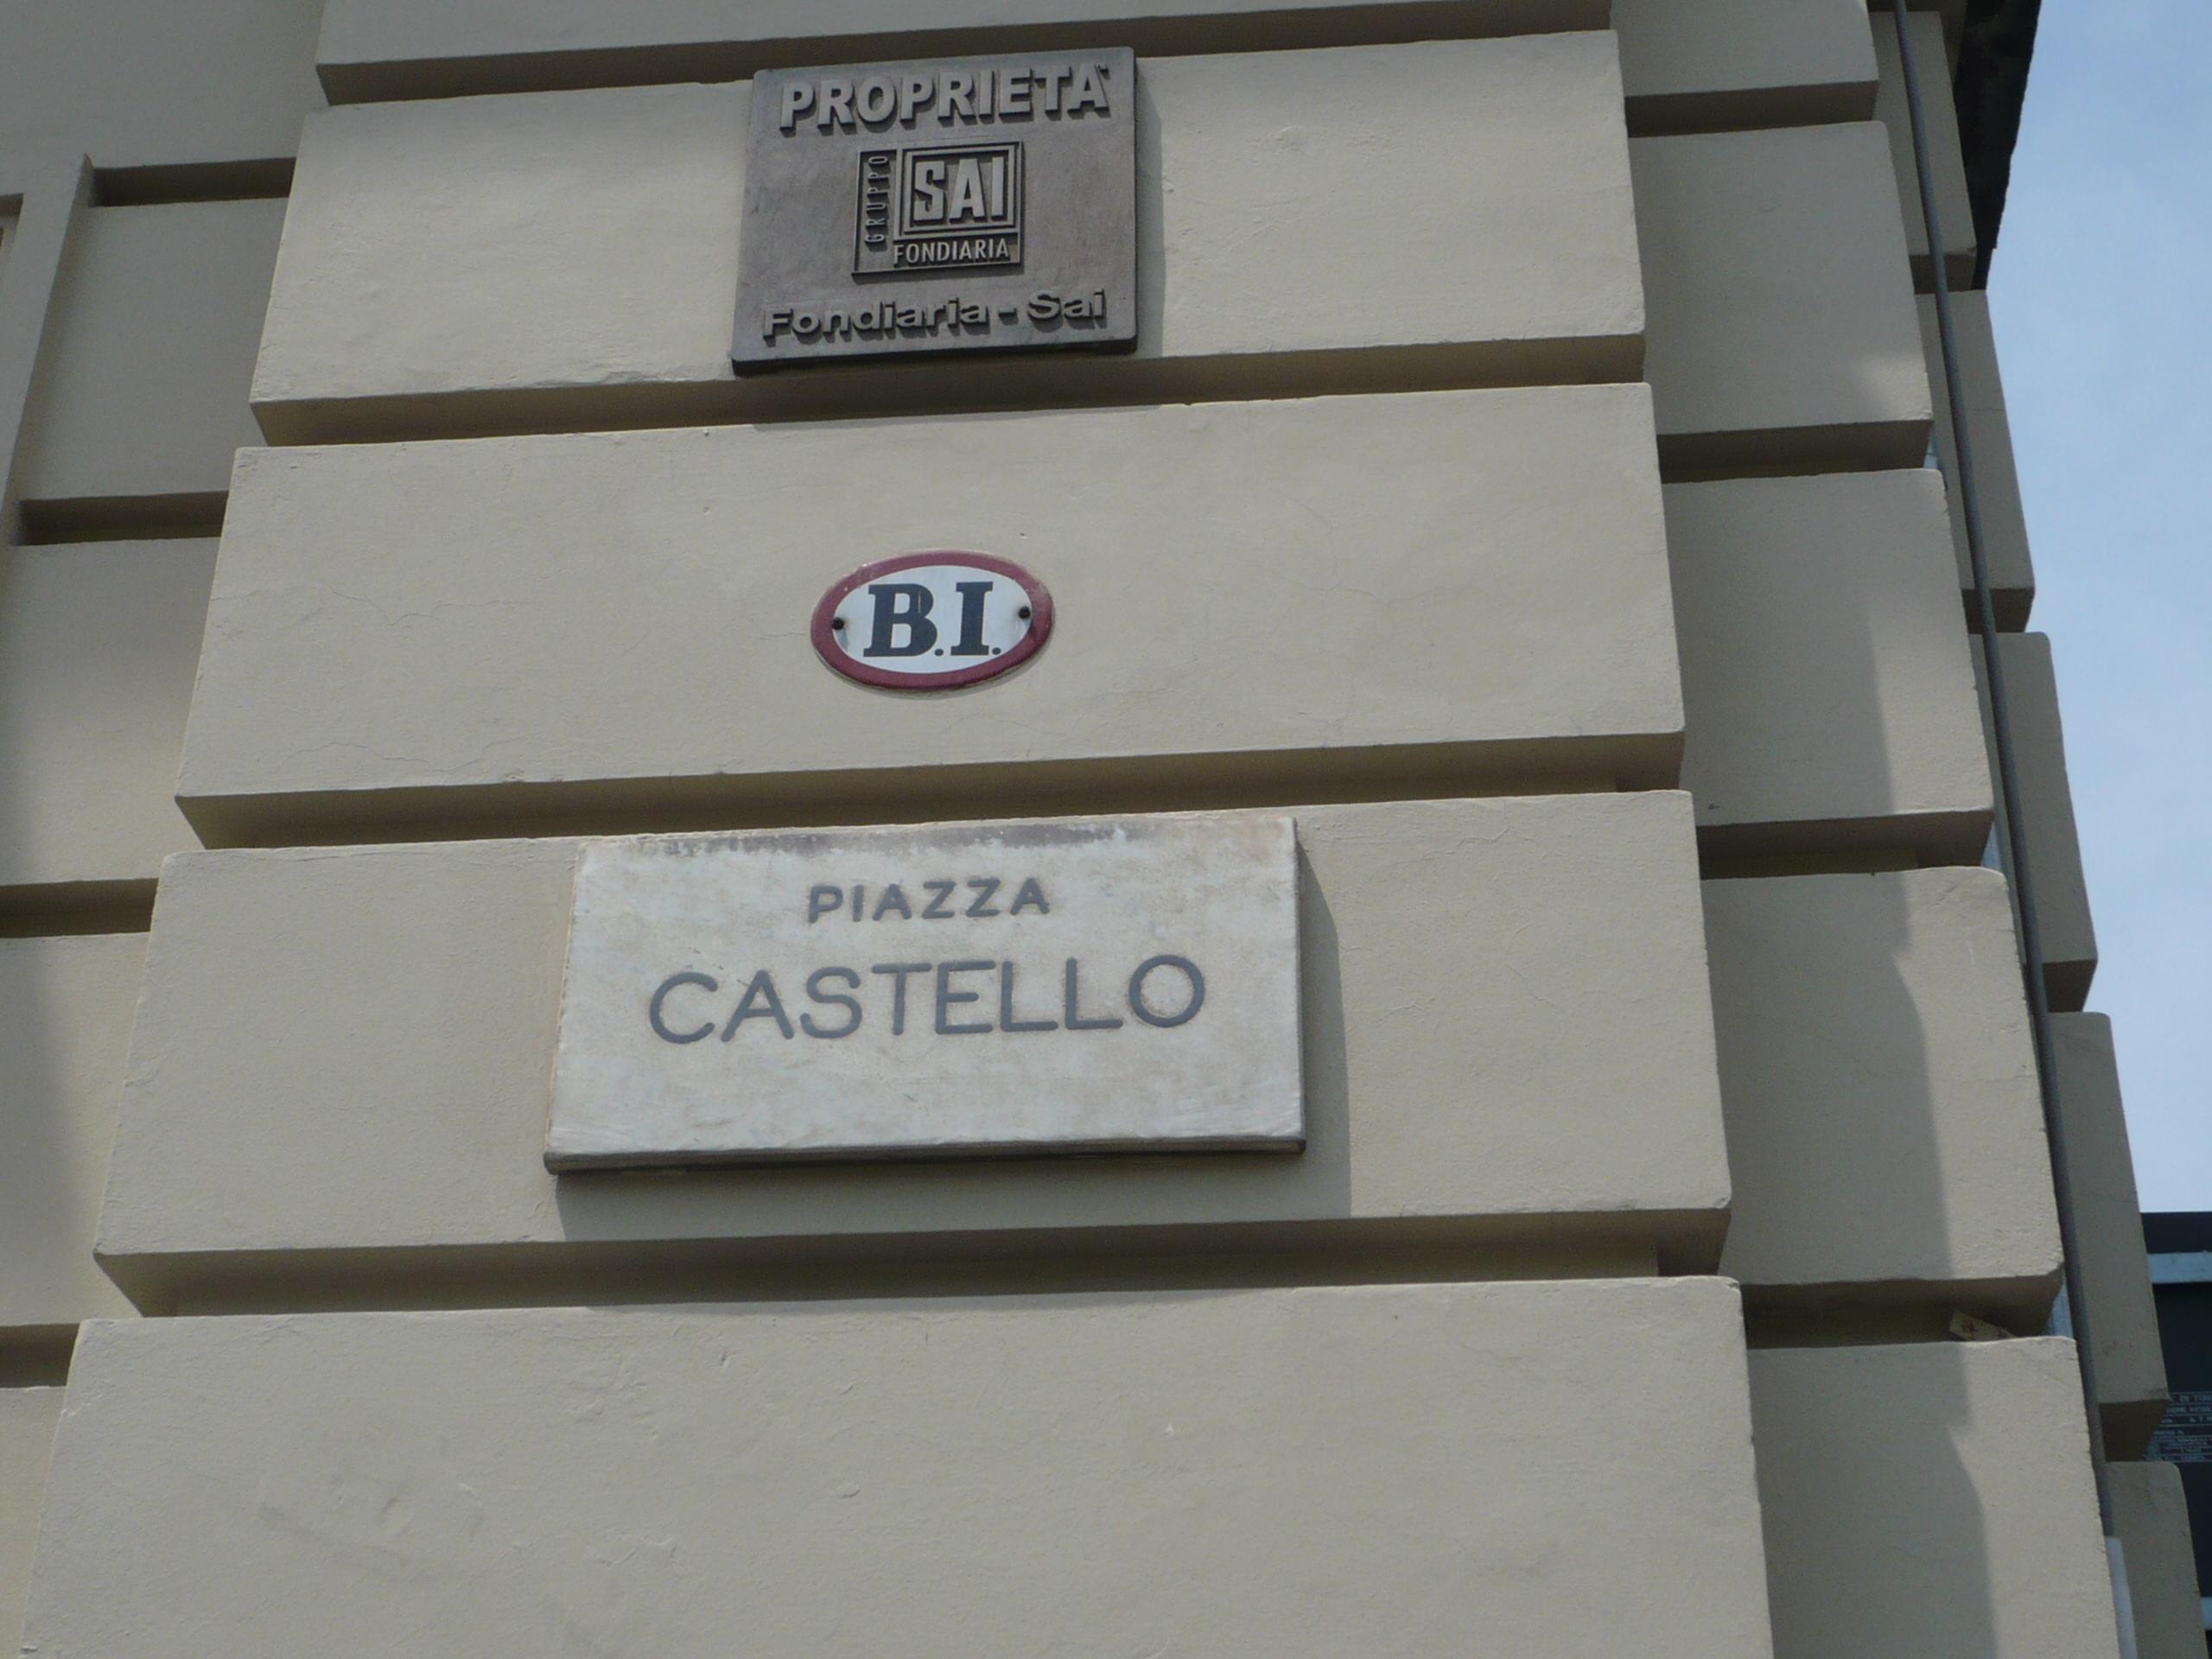 PROPRIETA'
GRUPPO
SAI
FONDIARIA
Fondiaria - Sai
B.I.
PIAZZA
CASTELLO